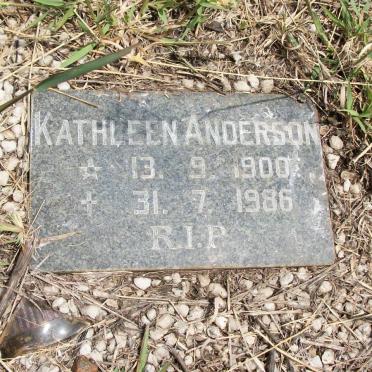 KATHLEEN ANDERSON
☆ 13. 9. 1900
✝ 31. 7. 1986
R.I.P.